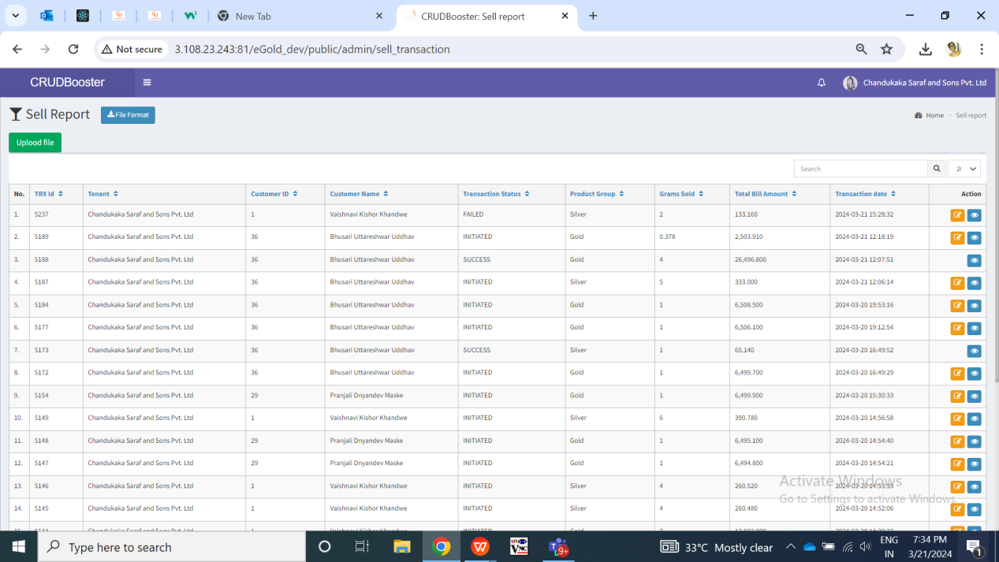 New Tab
CRUDBooster: Sell report
Not secure 3.108.23.243:81/eGold_dev/public/admin/sell_transaction
CRUDBooster
Chandukaka Saraf and Sons Pvt. Ltd
Sell Report File Format
Home > Sell report
Uplood file
Search
No. TRX Id Tenant Customer ID Customer Name Transaction Status Product Group Grams Sold Total Bill Amount Transaction date Action
1. 5237 Chandukaka Saraf and Sons Pvt. Ltd 1 Vaishnavi Kishor Khandwe FAILED Silver 2 133.160 2024-03-21 15:28:32
2. 5189 Chandukaka Saraf and Sons Pvt. Ltd 36 Bhusari Uttareshwar Uddhav INITIATED Gold 0.378 2,503.910 2024-03-21 12:18:19
3. 5188 Chandukaka Saraf and Sons Pvt. Ltd 36 Bhusari Uttareshwar Uddhav SUCCESS Gold 4 26,496.800 2024-03-21 12:07:51
4. 5187 Chandukaka Saraf and Sons Pvt. Ltd 36 Bhusari Uttareshwar Uddhav INITIATED Silver 5 333.000 2024-03-21 12:06:14
5. 5184 Chandukaka Saraf and Sons Pvt. Ltd 36 Bhusari Uttareshwar Uddhav INITIATED Gold 1 6,508.500 2024-03-20 19:53:16
6. 5177 Chandukaka Saraf and Sons Pvt. Ltd 36 Bhusari Uttareshwar Uddhav INITIATED Gold 1 6,506.100 2024-03-20 19:12:54
7. 5173 Chandukaka Saraf and Sons Pvt. Ltd 36 Bhusari Uttareshwar Uddhav SUCCESS Silver 1 65.140 2024-03-20 16:49:52
8. 5172 Chandukaka Saraf and Sons Pvt. Ltd 36 Bhusari Uttareshwar Uddhav INITIATED Gold 1 6,499.700 2024-03-20 16:49:29
9. 5154 Chandukaka Saraf and Sons Pvt. Ltd 29 Pranjali Dnyandev Maske INITIATED Gold 1 6,499.900 2024-03-20 15:30:33
10. 5149 Chandukaka Saraf and Sons Pvt. Ltd 1 Vaishnavi Kishor Khandwe INITIATED Silver 6 390.780 2024-03-20 14:56:58
11. 5148 Chandukaka Saraf and Sons Pvt. Ltd 29 Pranjali Dnyandev Maske INITIATED Gold 1 6,495.100 2024-03-20 14:54:40
12. 5147 Chandukaka Saraf and Sons Pvt. Ltd 29 Pranjali Dnyandev Maske INITIATED Gold 1 6,494.800 2024-03-20 14:54:21
13. 5146 Chandukaka Saraf and Sons Pvt. Ltd 1 Vaishnavi Kishor Khandwe INITIATED Silver 4 260.520 2024-03-20 14:53:35
14. 5145 Chandukaka Saraf and Sons Pvt. Ltd 1 Vaishnavi Kishor Khandwe INITIATED Silver 4 260.480 2024-03-20 14:52:06
Activate Windows
Go to Settings to activate Windows.
Type here to search
9+
33°C Mostly clear
ENG
IN
7:34 PM
3/21/2024
1